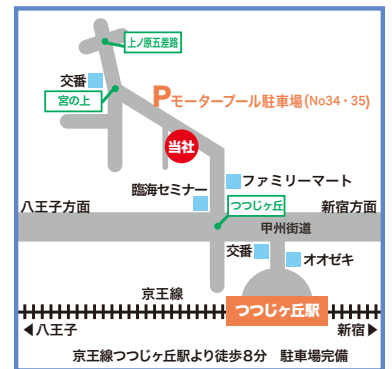 上ノ原五差路
交番
宮の上
Pモータープール駐車場(No34・35)
当社
臨海セミナー
ファミリーマート
八王子方面
つつじヶ丘
新宿方面
甲州街道
交番
オオゼキ
京王線
つつじヶ丘駅
◀八王子
新宿▶
京王線つつじヶ丘駅より徒歩8分 駐車場完備